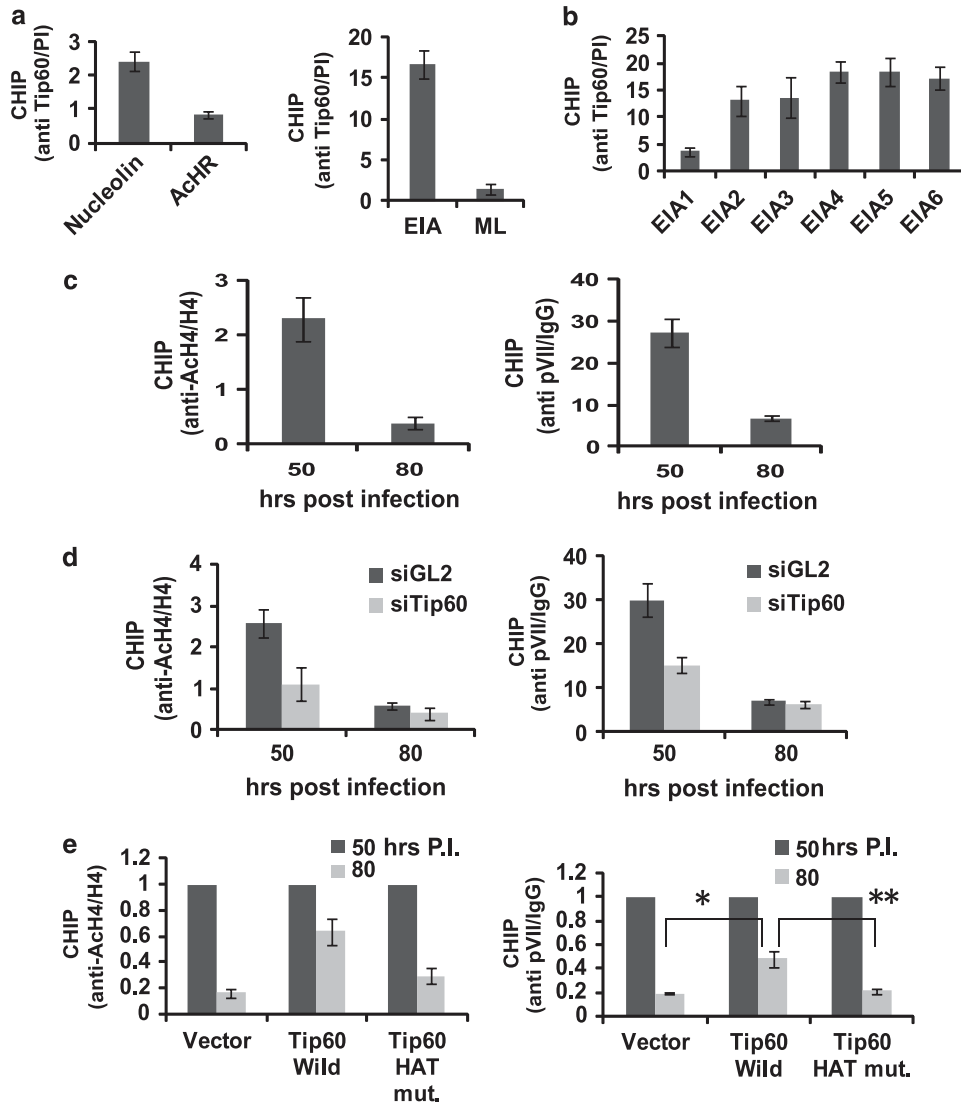 a
CHIP
(anti Tip60/PI)
3
2
1
0
Nucleolin
AcHR
CHIP
(anti Tip60/PI)
20
15
10
5
0
EIA
ML
b
CHIP
(anti Tip60/PI)
25
20
15
10
5
0
EIA1
EIA2
EIA3
EIA4
EIA5
EIA6
c
CHIP
(anti-AcH4/H4)
3
2
1
0
50
80
hrs post infection
CHIP
(anti pVII/IgG)
40
30
20
10
0
50
80
hrs post infection
d
CHIP
(anti-AcH4/H4)
4
3
2
1
0
siGL2
siTip60
50
80
hrs post infection
CHIP
(anti pVII/IgG)
40
30
20
10
0
siGL2
siTip60
50
80
hrs post infection
e
CHIP
(anti-AcH4/H4)
1.2
1
0.8
0.6
0.4
0.2
0
50 hrs P.I.
80
Vector
Tip60
Wild
Tip60
HAT
mut.
CHIP
(anti pVII/IgG)
1.2
1
0.8
0.6
0.4
0.2
0
50 hrs P.I.
80
*
**
Vector
Tip60
Wild
Tip60
HAT mut.